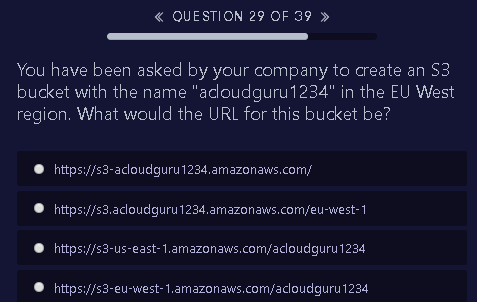 « QUESTION 29 OF 39 »
You have been asked by your company to create an S3
bucket with the name "acloudguru1234" in the EU West
region. What would the URL for this bucket be?
https://s3-acloudguru1234.amazonaws.com/
https://s3.acloudguru1234.amazonaws.com/eu-west-1
https://s3-us-east-1.amazonaws.com/acloudguru1234
https://s3-eu-west-1.amazonaws.com/acloudguru1234